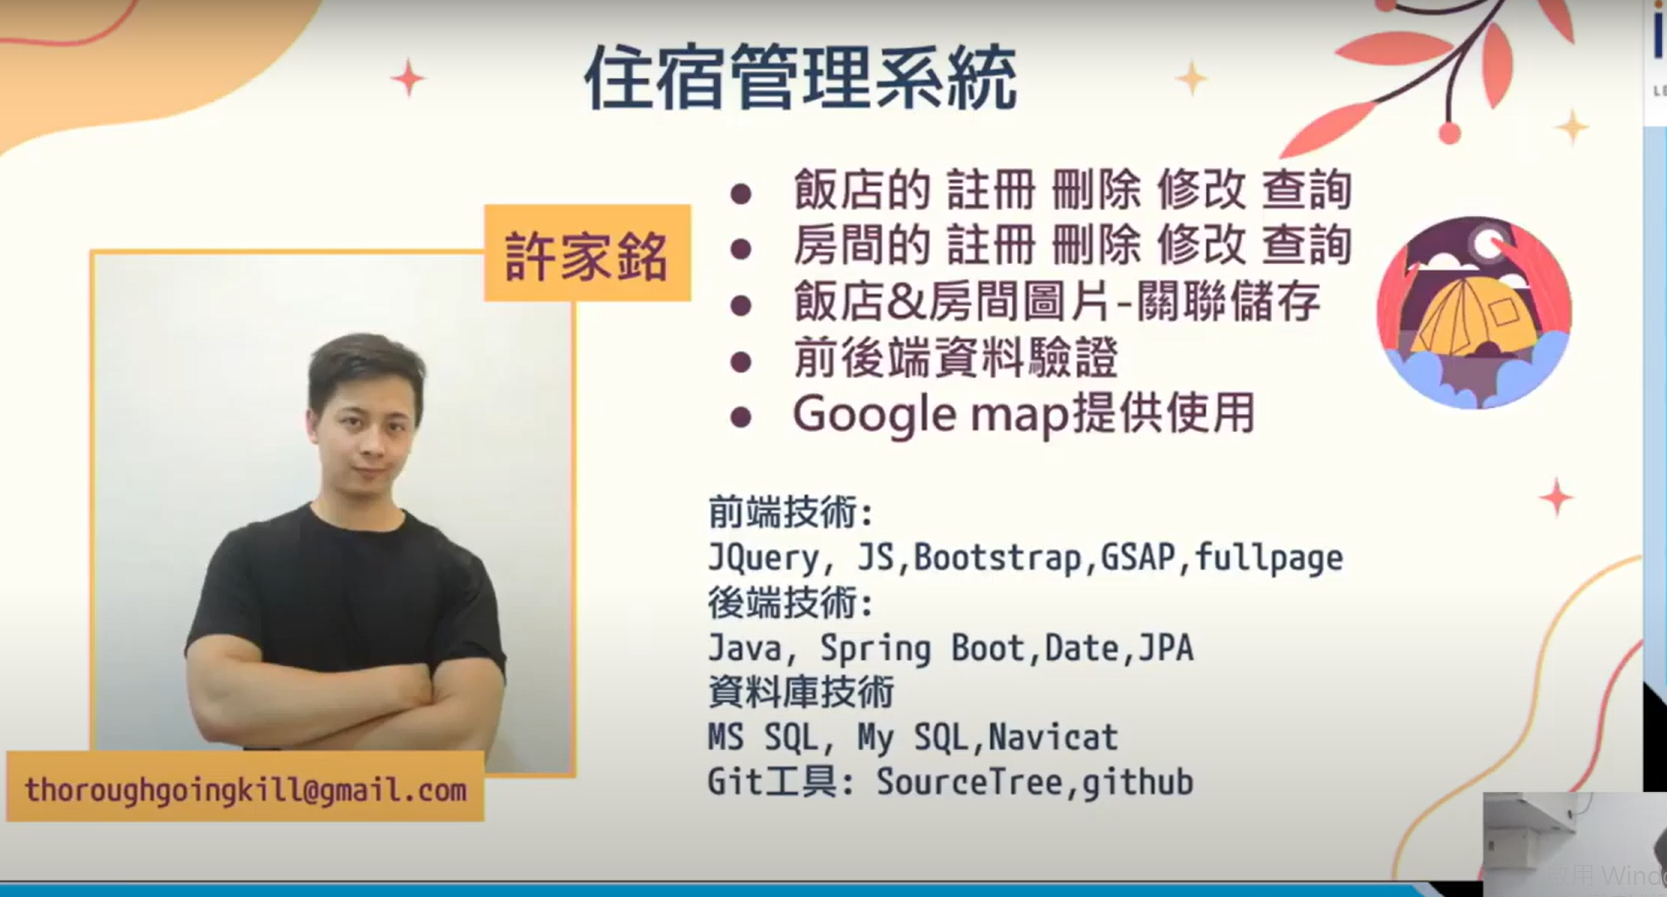 住宿管理系統
許家銘
● 飯店的 註冊 刪除 修改 查詢
● 房間的 註冊 刪除 修改 查詢
● 飯店&房間圖片-關聯儲存
● 前後端資料驗證
● Google map提供使用
前端技術:
JQuery, JS,Bootstrap,GSAP,fullpage
後端技術:
Java, Spring Boot,Date,JPA
資料庫技術
MS SQL, My SQL,Navicat
Git工具: SourceTree,github
thoroughgoingkill@gmail.com